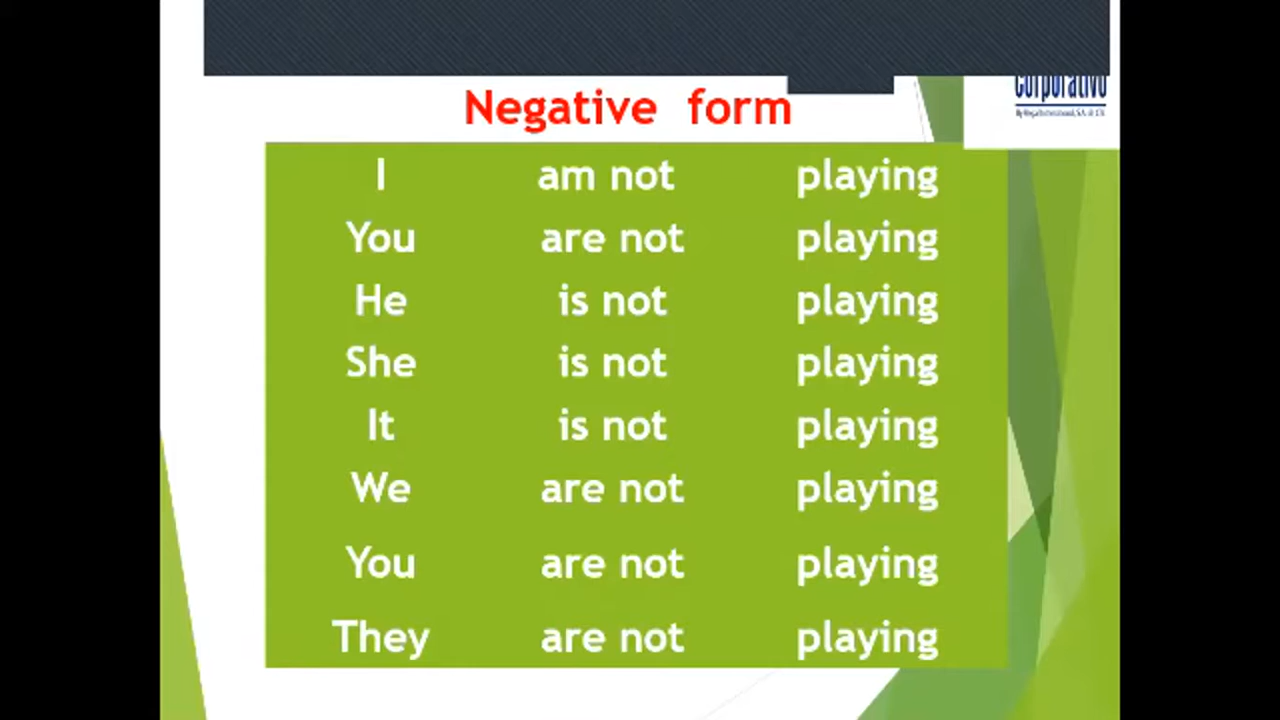 corporativo
Negative form
I am not playing
You are not playing
He is not playing
She is not playing
It is not playing
We are not playing
You are not playing
They are not playing